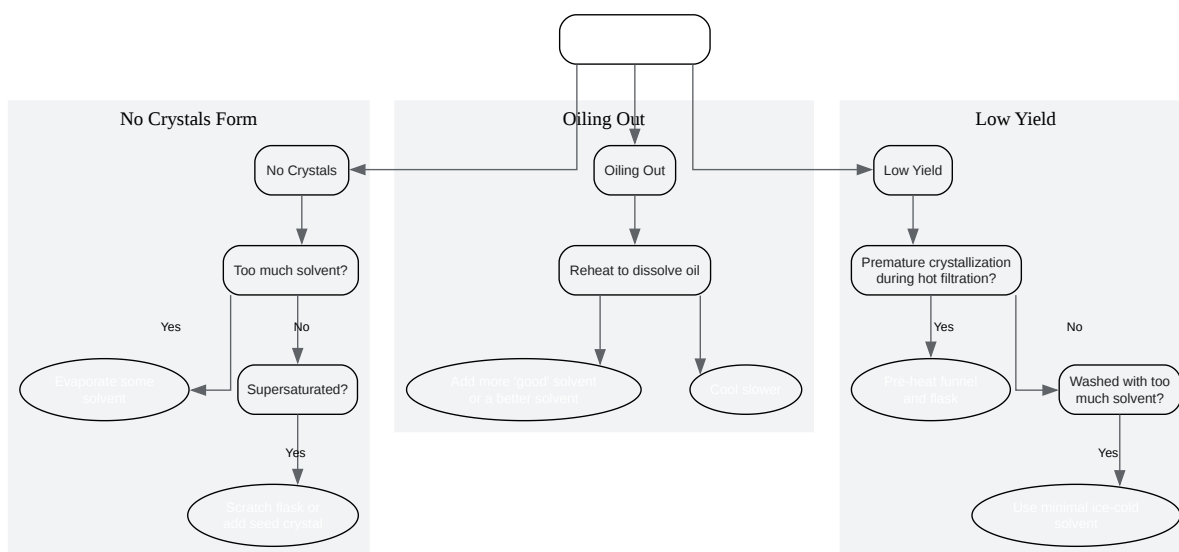 No Crystals Form
Oiling Out
Low Yield
No Crystals
Oiling Out
Low Yield
Too much solvent?
Reheat to dissolve oil
Premature crystallization
during hot filtration?
Yes
No
Yes
No
Evaporate some
solvent
Supersaturated?
Add more 'good' solvent
or a better solvent
Cool slower
Pre-heat funnel
and flask
Washed with too
much solvent?
Yes
Yes
Scratch flask or
add seed crystal
Use minimal ice-cold
solvent